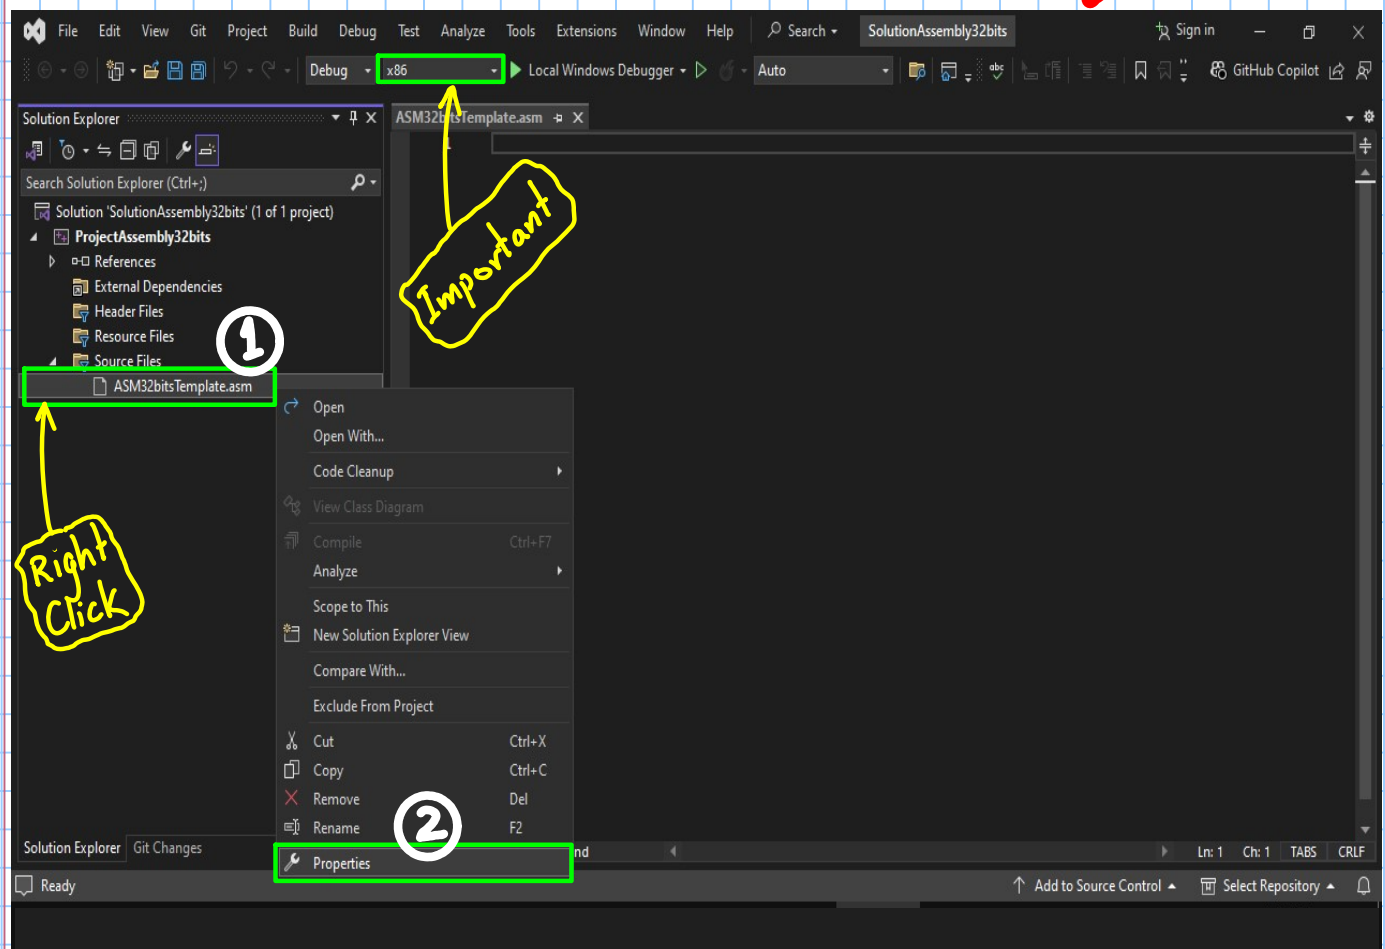 File Edit View Git Project Build Debug Test Analyze Tools Extensions Window Help Search SolutionAssembly32bits Sign in
Debug x86 Local Windows Debugger Auto abc GitHub Copilot
Solution Explorer
ASM32bitsTemplate.asm
1
Search Solution Explorer (Ctrl+;)
Solution 'SolutionAssembly32bits' (1 of 1 project)
ProjectAssembly32bits
References
External Dependencies
Header Files
Resource Files
Source Files
ASM32bitsTemplate.asm
Important
1
Right
Click
Open
Open With...
Code Cleanup
View Class Diagram
Compile Ctrl+F7
Analyze
Scope to This
New Solution Explorer View
Compare With...
Exclude From Project
Cut Ctrl+X
Copy Ctrl+C
Remove Del
Rename F2
2
Properties
Solution Explorer Git Changes
nd
Ln: 1 Ch: 1 TABS CRLF
Ready
Add to Source Control Select Repository